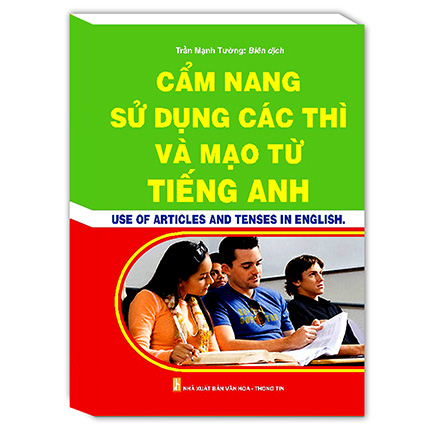 Trần Mạnh Tường: Biên dịch
CẨM NANG
SỬ DỤNG CÁC THÌ
VÀ MẠO TỪ
TIẾNG ANH
USE OF ARTICLES AND TENSES IN ENGLISH.
NHÀ XUẤT BẢN VĂN HOA - THÔNG TIN